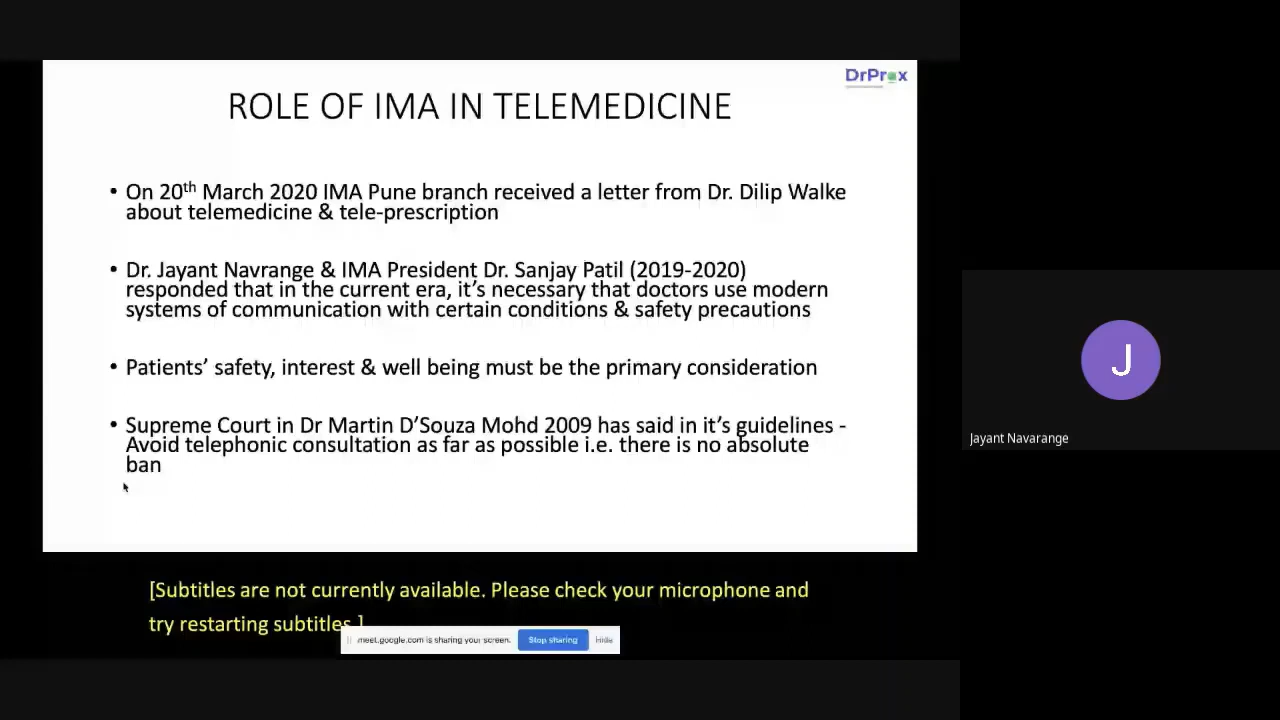 DrProx
ROLE OF IMA IN TELEMEDICINE
• On 20th March 2020 IMA Pune branch received a letter from Dr. Dilip Walke
about telemedicine & tele-prescription
• Dr. Jayant Navrange & IMA President Dr. Sanjay Patil (2019-2020)
responded that in the current era, it's necessary that doctors use modern
systems of communication with certain conditions & safety precautions
• Patients' safety, interest & well being must be the primary consideration
• Supreme Court in Dr Martin D'Souza Mohd 2009 has said in it's guidelines -
Avoid telephonic consultation as far as possible i.e. there is no absolute
ban
J
Jayant Navarange
[Subtitles are not currently available. Please check your microphone and
try restarting subtitles.]
meet.google.com is sharing your screen.
Stop sharing
Hide